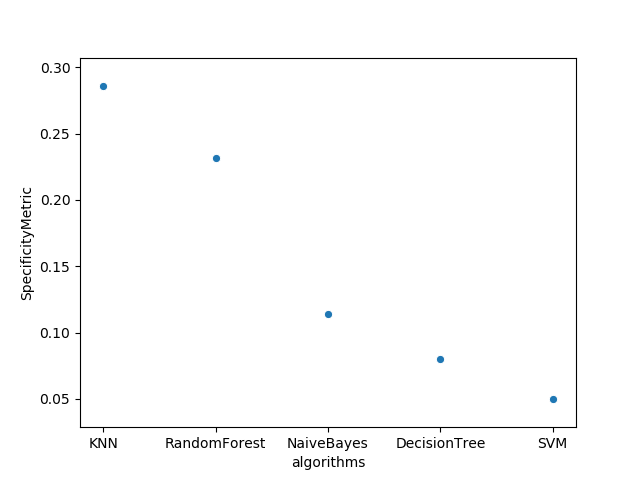 0.30
0.25
0.20
0.15
0.10
0.05
SpecificityMetric
KNN RandomForest NaiveBayes DecisionTree SVM
algorithms